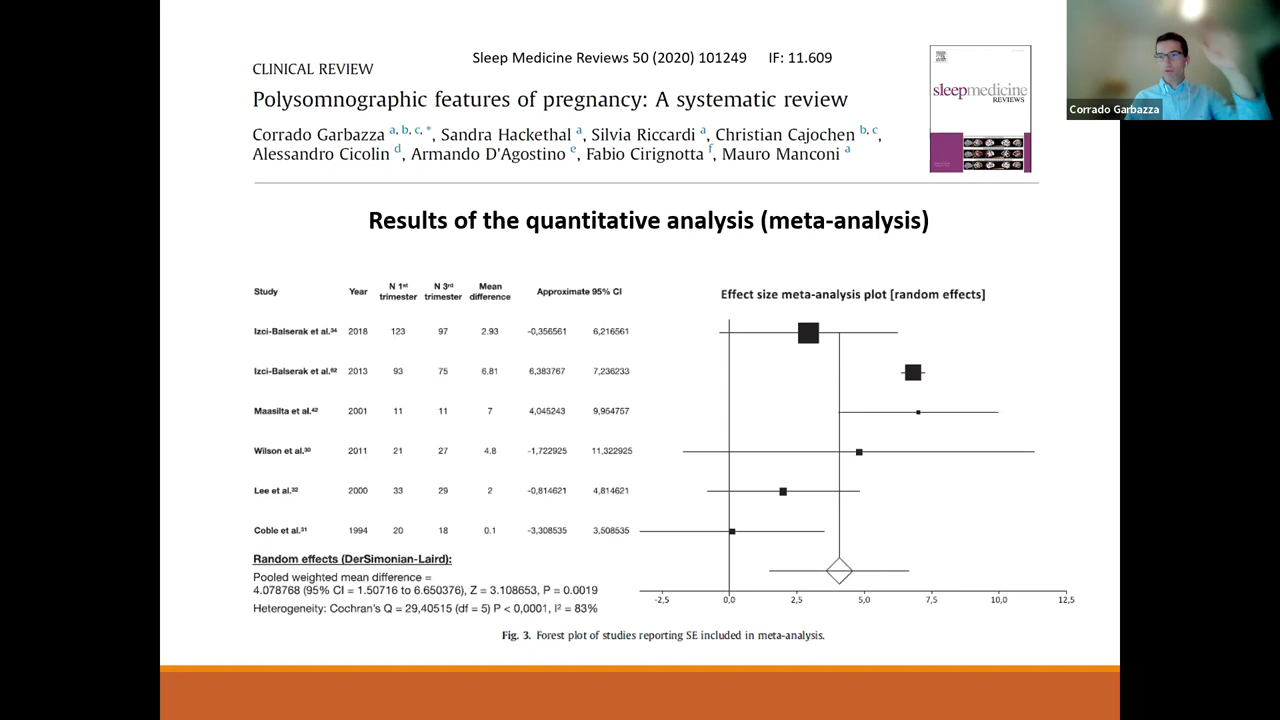 Sleep Medicine Reviews 50 (2020) 101249 IF: 11.609
CLINICAL REVIEW
Polysomnographic features of pregnancy: A systematic review
Corrado Garbazza a, b, c, *, Sandra Hackethal a, Silvia Riccardi a, Christian Cajochen b, c,
Alessandro Cicolin d, Armando D'Agostino e, Fabio Cirignotta f, Mauro Manconi a
sleepmedicine
REVIEWS
Corrado Garbazza
Results of the quantitative analysis (meta-analysis)
Study Year N 1st trimester N 3rd trimester Mean difference Approximate 95% CI
Izci-Balserak et al.34 2018 123 97 2.93 -0,356561 6,216561
Izci-Balserak et al.62 2013 93 75 6.81 6,383767 7,236233
Maasilta et al.42 2001 11 11 7 4,045243 9,954757
Wilson et al.30 2011 21 27 4.8 -1,722925 11,322925
Lee et al.32 2000 33 29 2 -0,814621 4,814621
Coble et al.31 1994 20 18 0.1 -3,308535 3,508535
Random effects (DerSimonian-Laird):
Pooled weighted mean difference =
4.078768 (95% CI = 1.50716 to 6.650376), Z = 3.108653, P = 0.0019
Heterogeneity: Cochran's Q = 29,40515 (df = 5) P < 0,0001, I² = 83%
Effect size meta-analysis plot [random effects]
-2,5 0,0 2,5 5,0 7,5 10,0 12,5
Fig. 3. Forest plot of studies reporting SE included in meta-analysis.